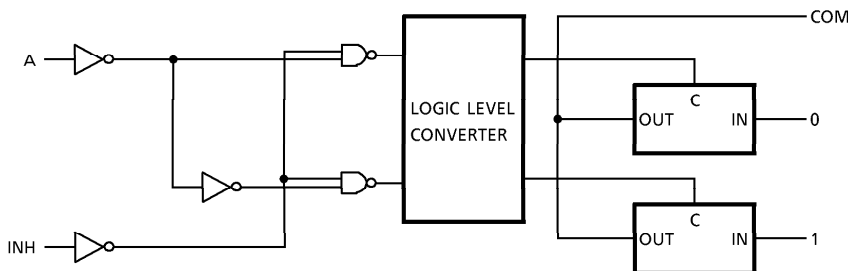 COM
A
C
LOGIC LEVEL
CONVERTER
OUT IN 0
C
INH
OUT IN 1